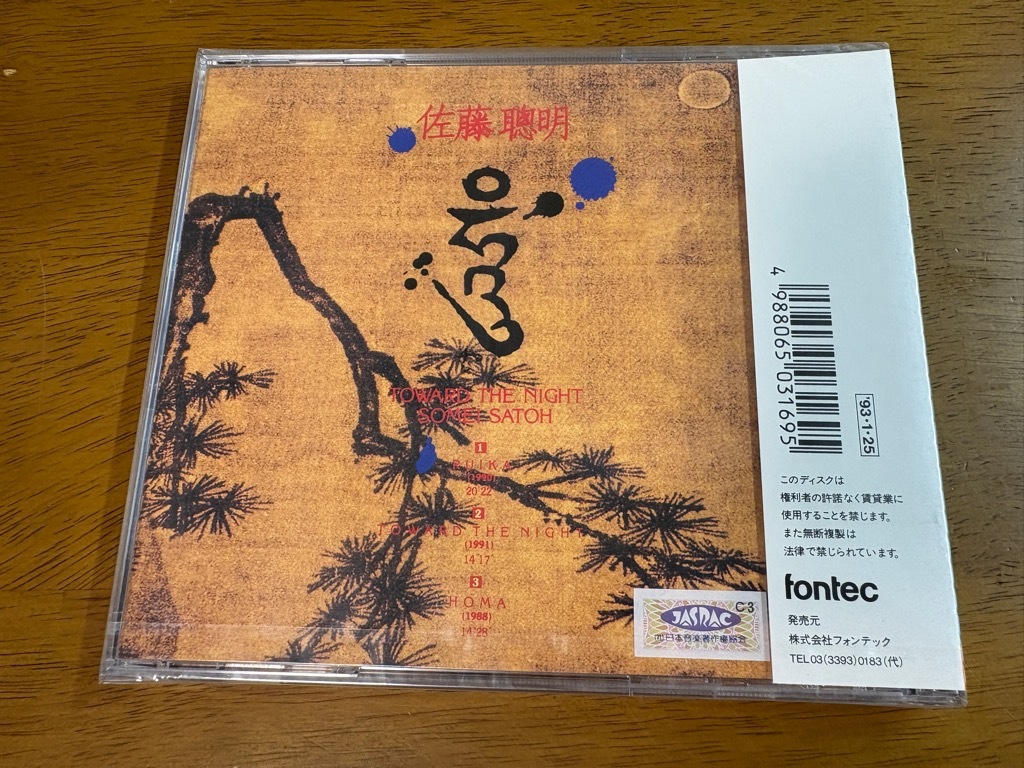 佐藤 聰明
TOWARD THE NIGHT
SOMEI SATOH
1
RUIKA
(1990)
20'22
2
TOWARD THE NIGHT
(1991)
14'17
3
HOMA
(1988)
14'28
C3
JASRAC
4 988065 031695
'93・1・25
このディスクは
権利者の許諾なく賃貸業に
使用することを禁じます。
また無断複製は
法律で禁じられています。
fontec
発売元
株式会社フォンテック
TEL03(3393)0183(代)